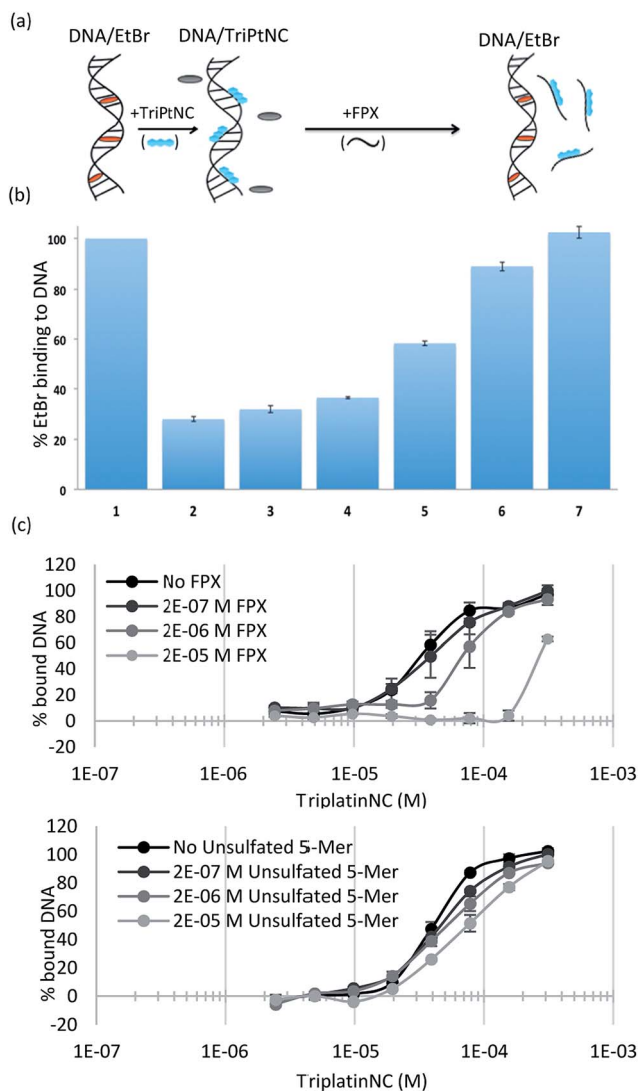 (a)
DNA/EtBr
DNA/TriPtNC
DNA/EtBr
+TriPtNC
( )
+FPX
( )
(b)
% EtBr binding to DNA
100
80
60
40
20
0
1 2 3 4 5 6 7
(c)
% bound DNA
120
100
80
60
40
20
0
-20
No FPX
2E-07 M FPX
2E-06 M FPX
2E-05 M FPX
1E-07 1E-06 1E-05 1E-04 1E-03
TriplatinNC (M)
% bound DNA
120
100
80
60
40
20
0
-20
No Unsulfated 5-Mer
2E-07 M Unsulfated 5-Mer
2E-06 M Unsulfated 5-Mer
2E-05 M Unsulfated 5-Mer
1E-07 1E-06 1E-05 1E-04 1E-03
TriplatinNC (M)